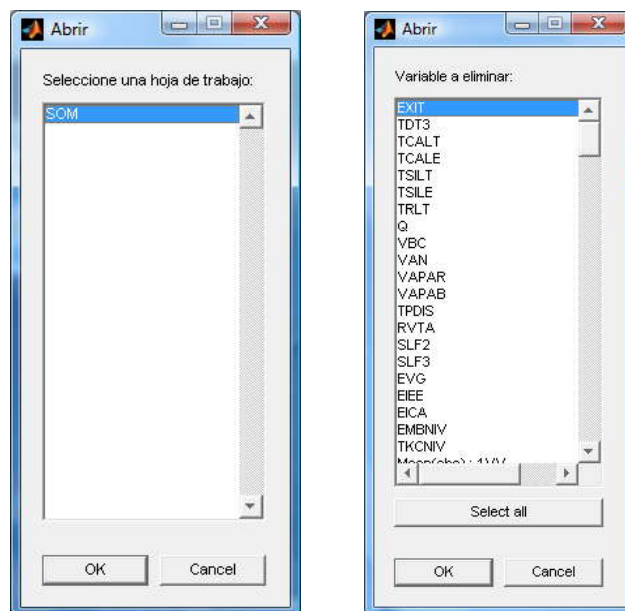 Abrir
Seleccione una hoja de trabajo:
SOM
OK
Cancel
Abrir
Variable a eliminar:
EXIT
TDT3
TCALT
TCALE
TSILT
TSILE
TRLT
Q
VBC
VAN
VAPAR
VAPAB
TPDIS
RVTA
SLF2
SLF3
EVG
EIEE
EICA
EMBNIV
TKCNIV
Select all
OK
Cancel